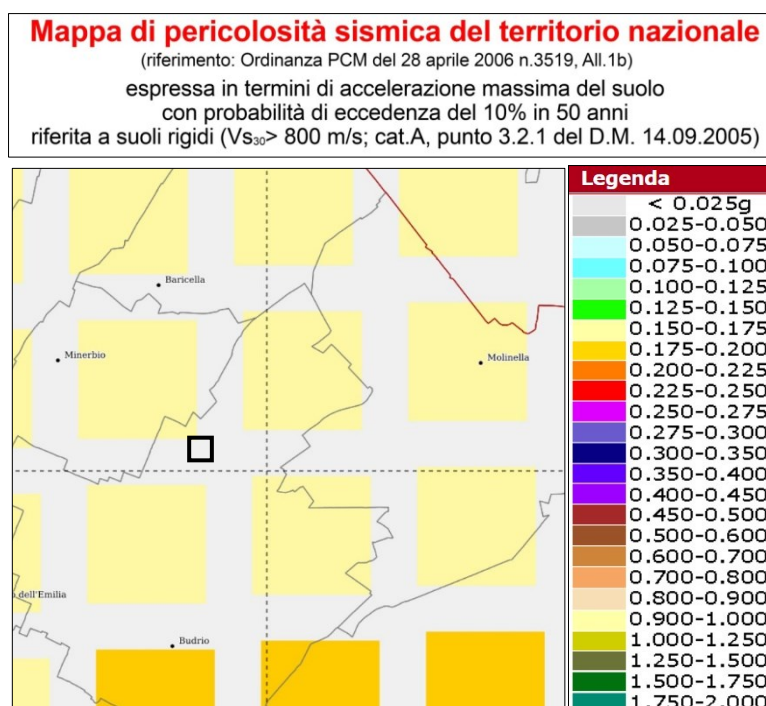 Mappa di pericolosità sismica del territorio nazionale
(riferimento: Ordinanza PCM del 28 aprile 2006 n.3519, All.1b)
espressa in termini di accelerazione massima del suolo
con probabilità di eccedenza del 10% in 50 anni
riferita a suoli rigidi (Vs₃₀> 800 m/s; cat.A, punto 3.2.1 del D.M. 14.09.2005)
Baricella
Minerbio
Molinella
dell'Emilia
Budrio
Legenda
< 0.025g
0.025-0.050
0.050-0.075
0.075-0.100
0.100-0.125
0.125-0.150
0.150-0.175
0.175-0.200
0.200-0.225
0.225-0.250
0.250-0.275
0.275-0.300
0.300-0.350
0.350-0.400
0.400-0.450
0.450-0.500
0.500-0.600
0.600-0.700
0.700-0.800
0.800-0.900
0.900-1.000
1.000-1.250
1.250-1.500
1.500-1.750
1.750-2.000